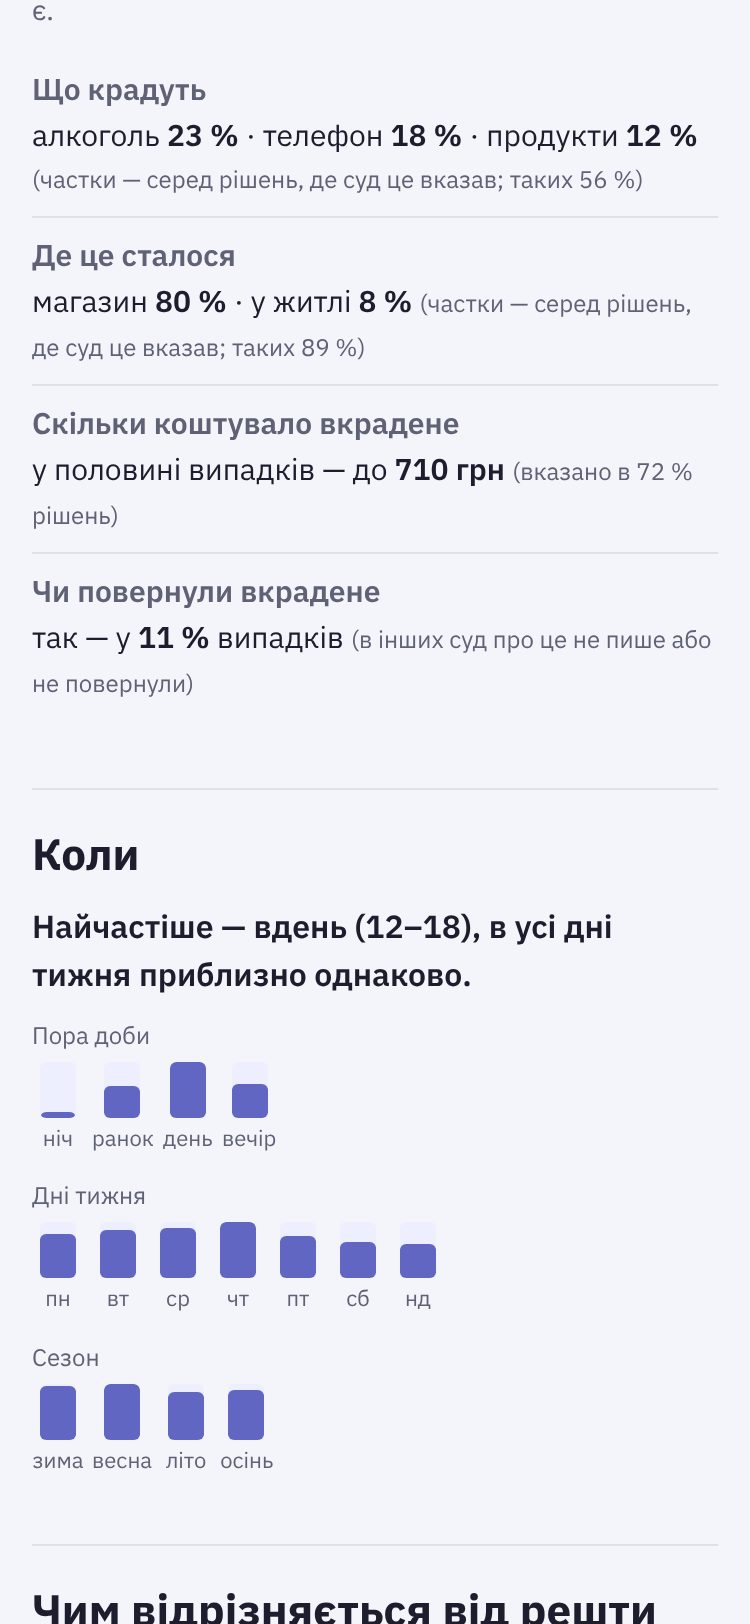 є.
Що крадуть
алкоголь 23 % · телефон 18 % · продукти 12 %
(частки — серед рішень, де суд це вказав; таких 56 %)
Де це сталося
магазин 80 % · у житлі 8 % (частки — серед рішень,
де суд це вказав; таких 89 %)
Скільки коштувало вкрадене
у половині випадків — до 710 грн (вказано в 72 %
рішень)
Чи повернули вкрадене
так — у 11 % випадків (в інших суд про це не пише або
не повернули)
Коли
Найчастіше — вдень (12–18), в усі дні
тижня приблизно однаково.
Пора доби
ніч ранок день вечір
Дні тижня
пн вт ср чт пт сб нд
Сезон
зима весна літо осінь
Чим відрізняється від решти